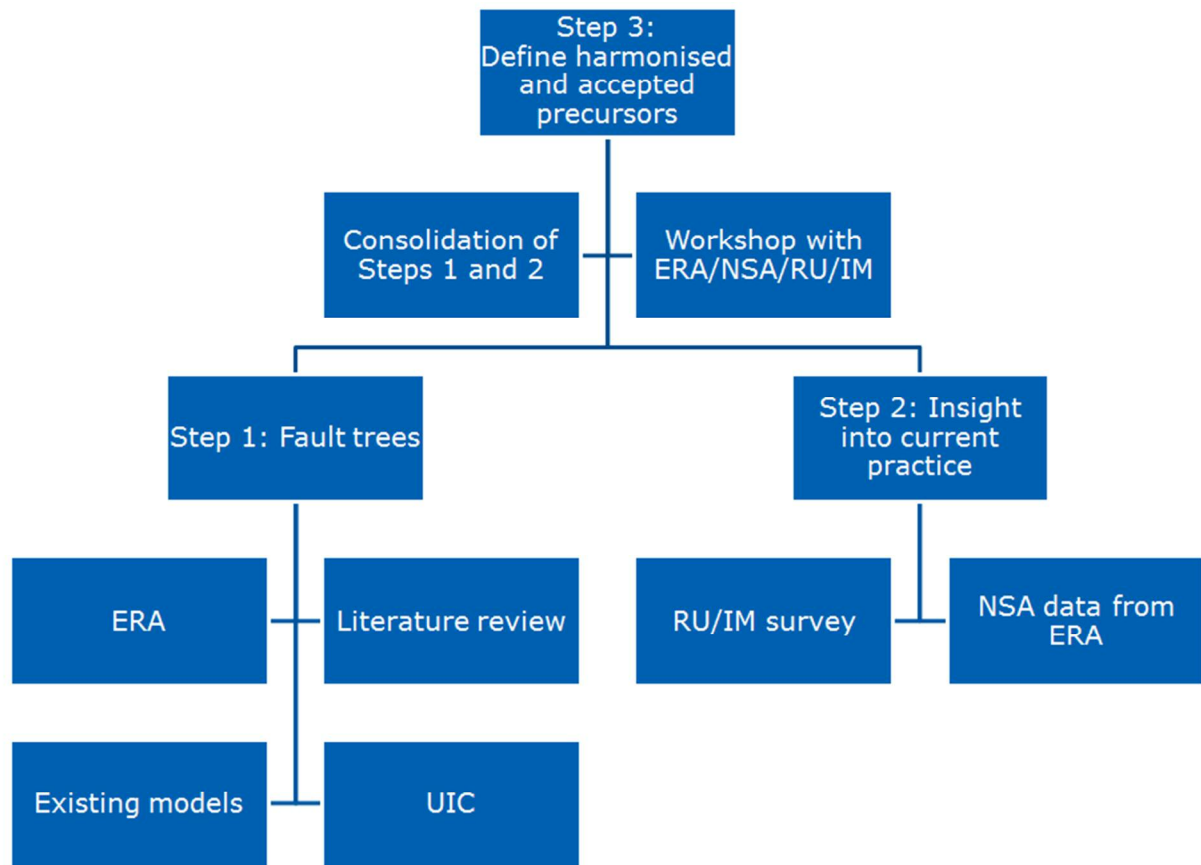 Step 3:
Define harmonised
and accepted
precursors
Consolidation of
Steps 1 and 2
Workshop with
ERA/NSA/RU/IM
Step 1: Fault trees
Step 2: Insight
into current
practice
ERA
Literature review
RU/IM survey
NSA data from
ERA
Existing models
UIC